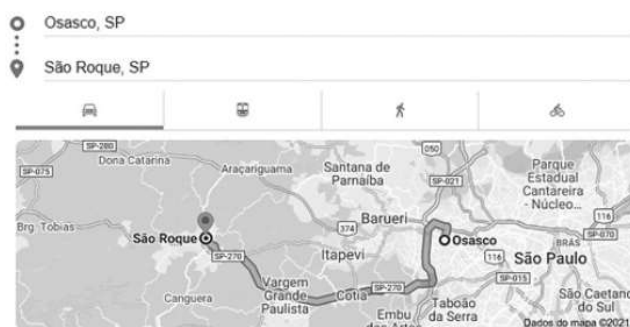 Osasco, SP
São Roque, SP
SP-280
Dona Catarina
SP-075
Araçariguama
Santana de
Parnaíba
050
SP-021
Parque
Estadual
Cantareira
- Núcleo...
116
Brg. Tobias
374
Barueri
SP-070
São Roque
Osasco
BRÁS
SP-270
Itapevi
116
São Paulo
Vargem
Grande
Paulista
SP-270
Cotia
SP-015
Canguera
Embu
das Artes
Taboão
da Serra
São Caetano
do Sul
Dados do mapa ©2021